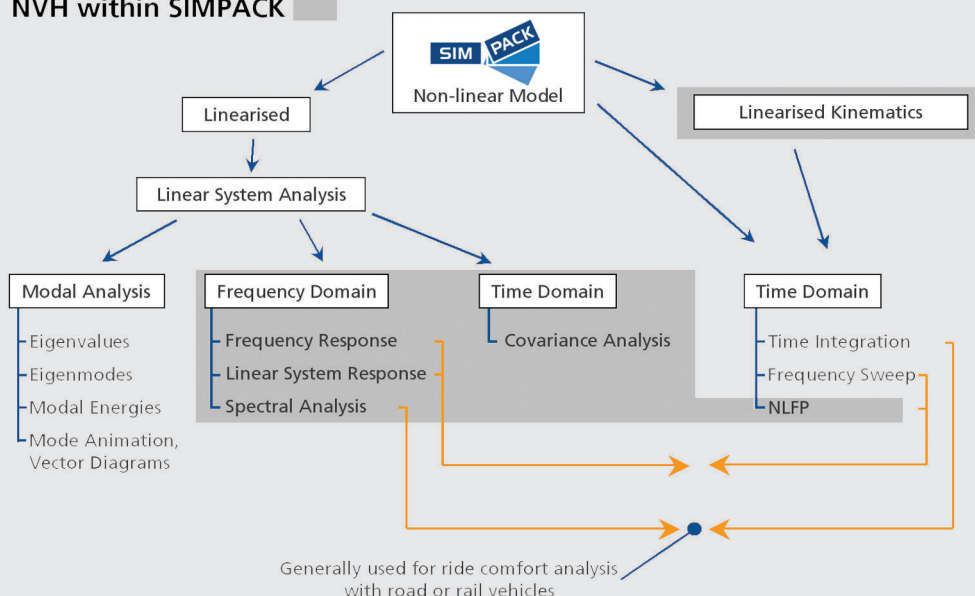 NVH within SIMPACK
SIM PACK
Non-linear Model
Linearised
Linearised Kinematics
Linear System Analysis
Modal Analysis
Eigenvalues
Eigenmodes
Modal Energies
Mode Animation,
Vector Diagrams
Frequency Domain
Frequency Response
Linear System Response
Spectral Analysis
Time Domain
Covariance Analysis
Time Domain
Time Integration
Frequency Sweep
NLFP
Generally used for ride comfort analysis
with road or rail vehicles